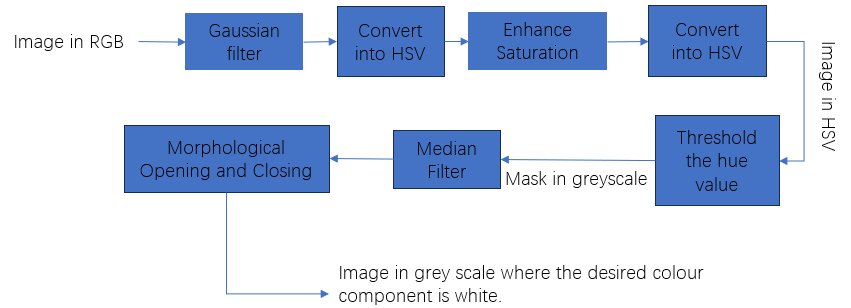 Image in RGB
Gaussian
filter
Convert
into HSV
Enhance
Saturation
Convert
into HSV
Image in HSV
Threshold
the hue
value
Mask in greyscale
Median
Filter
Morphological
Opening and Closing
Image in grey scale where the desired colour
component is white.